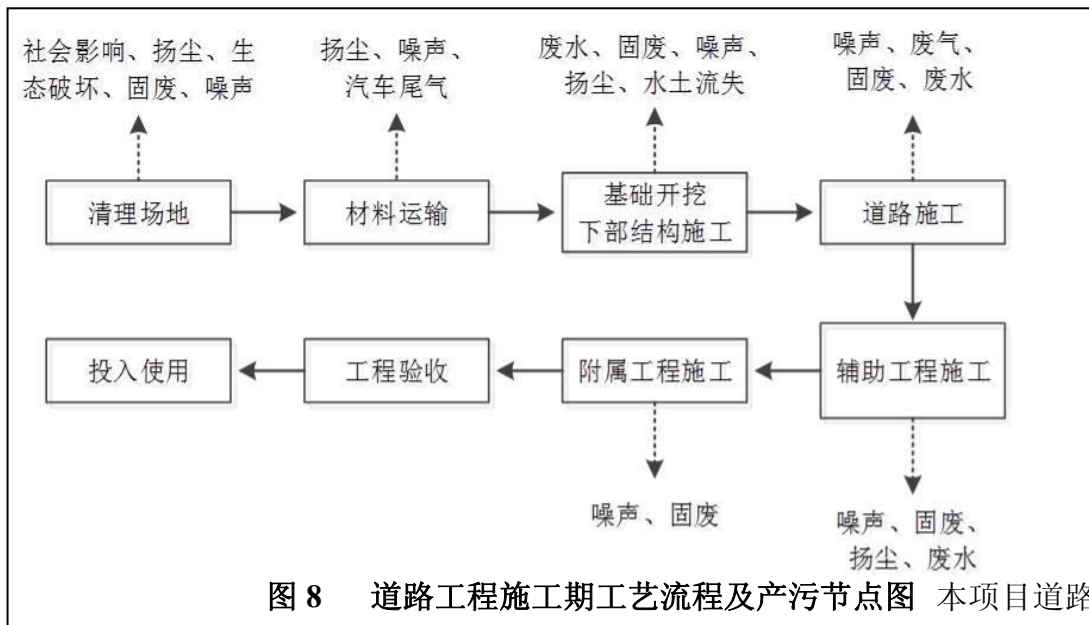 社会影响、扬尘、生
态破坏、固废、噪声
扬尘、噪声、
汽车尾气
废水、固废、噪声、
扬尘、水土流失
噪声、废气、
固废、废水
清理场地
材料运输
基础开挖
下部结构施工
道路施工
投入使用
工程验收
附属工程施工
辅助工程施工
噪声、固废
噪声、固废、
扬尘、废水
图 8 道路工程施工期工艺流程及产污节点图 本项目道路